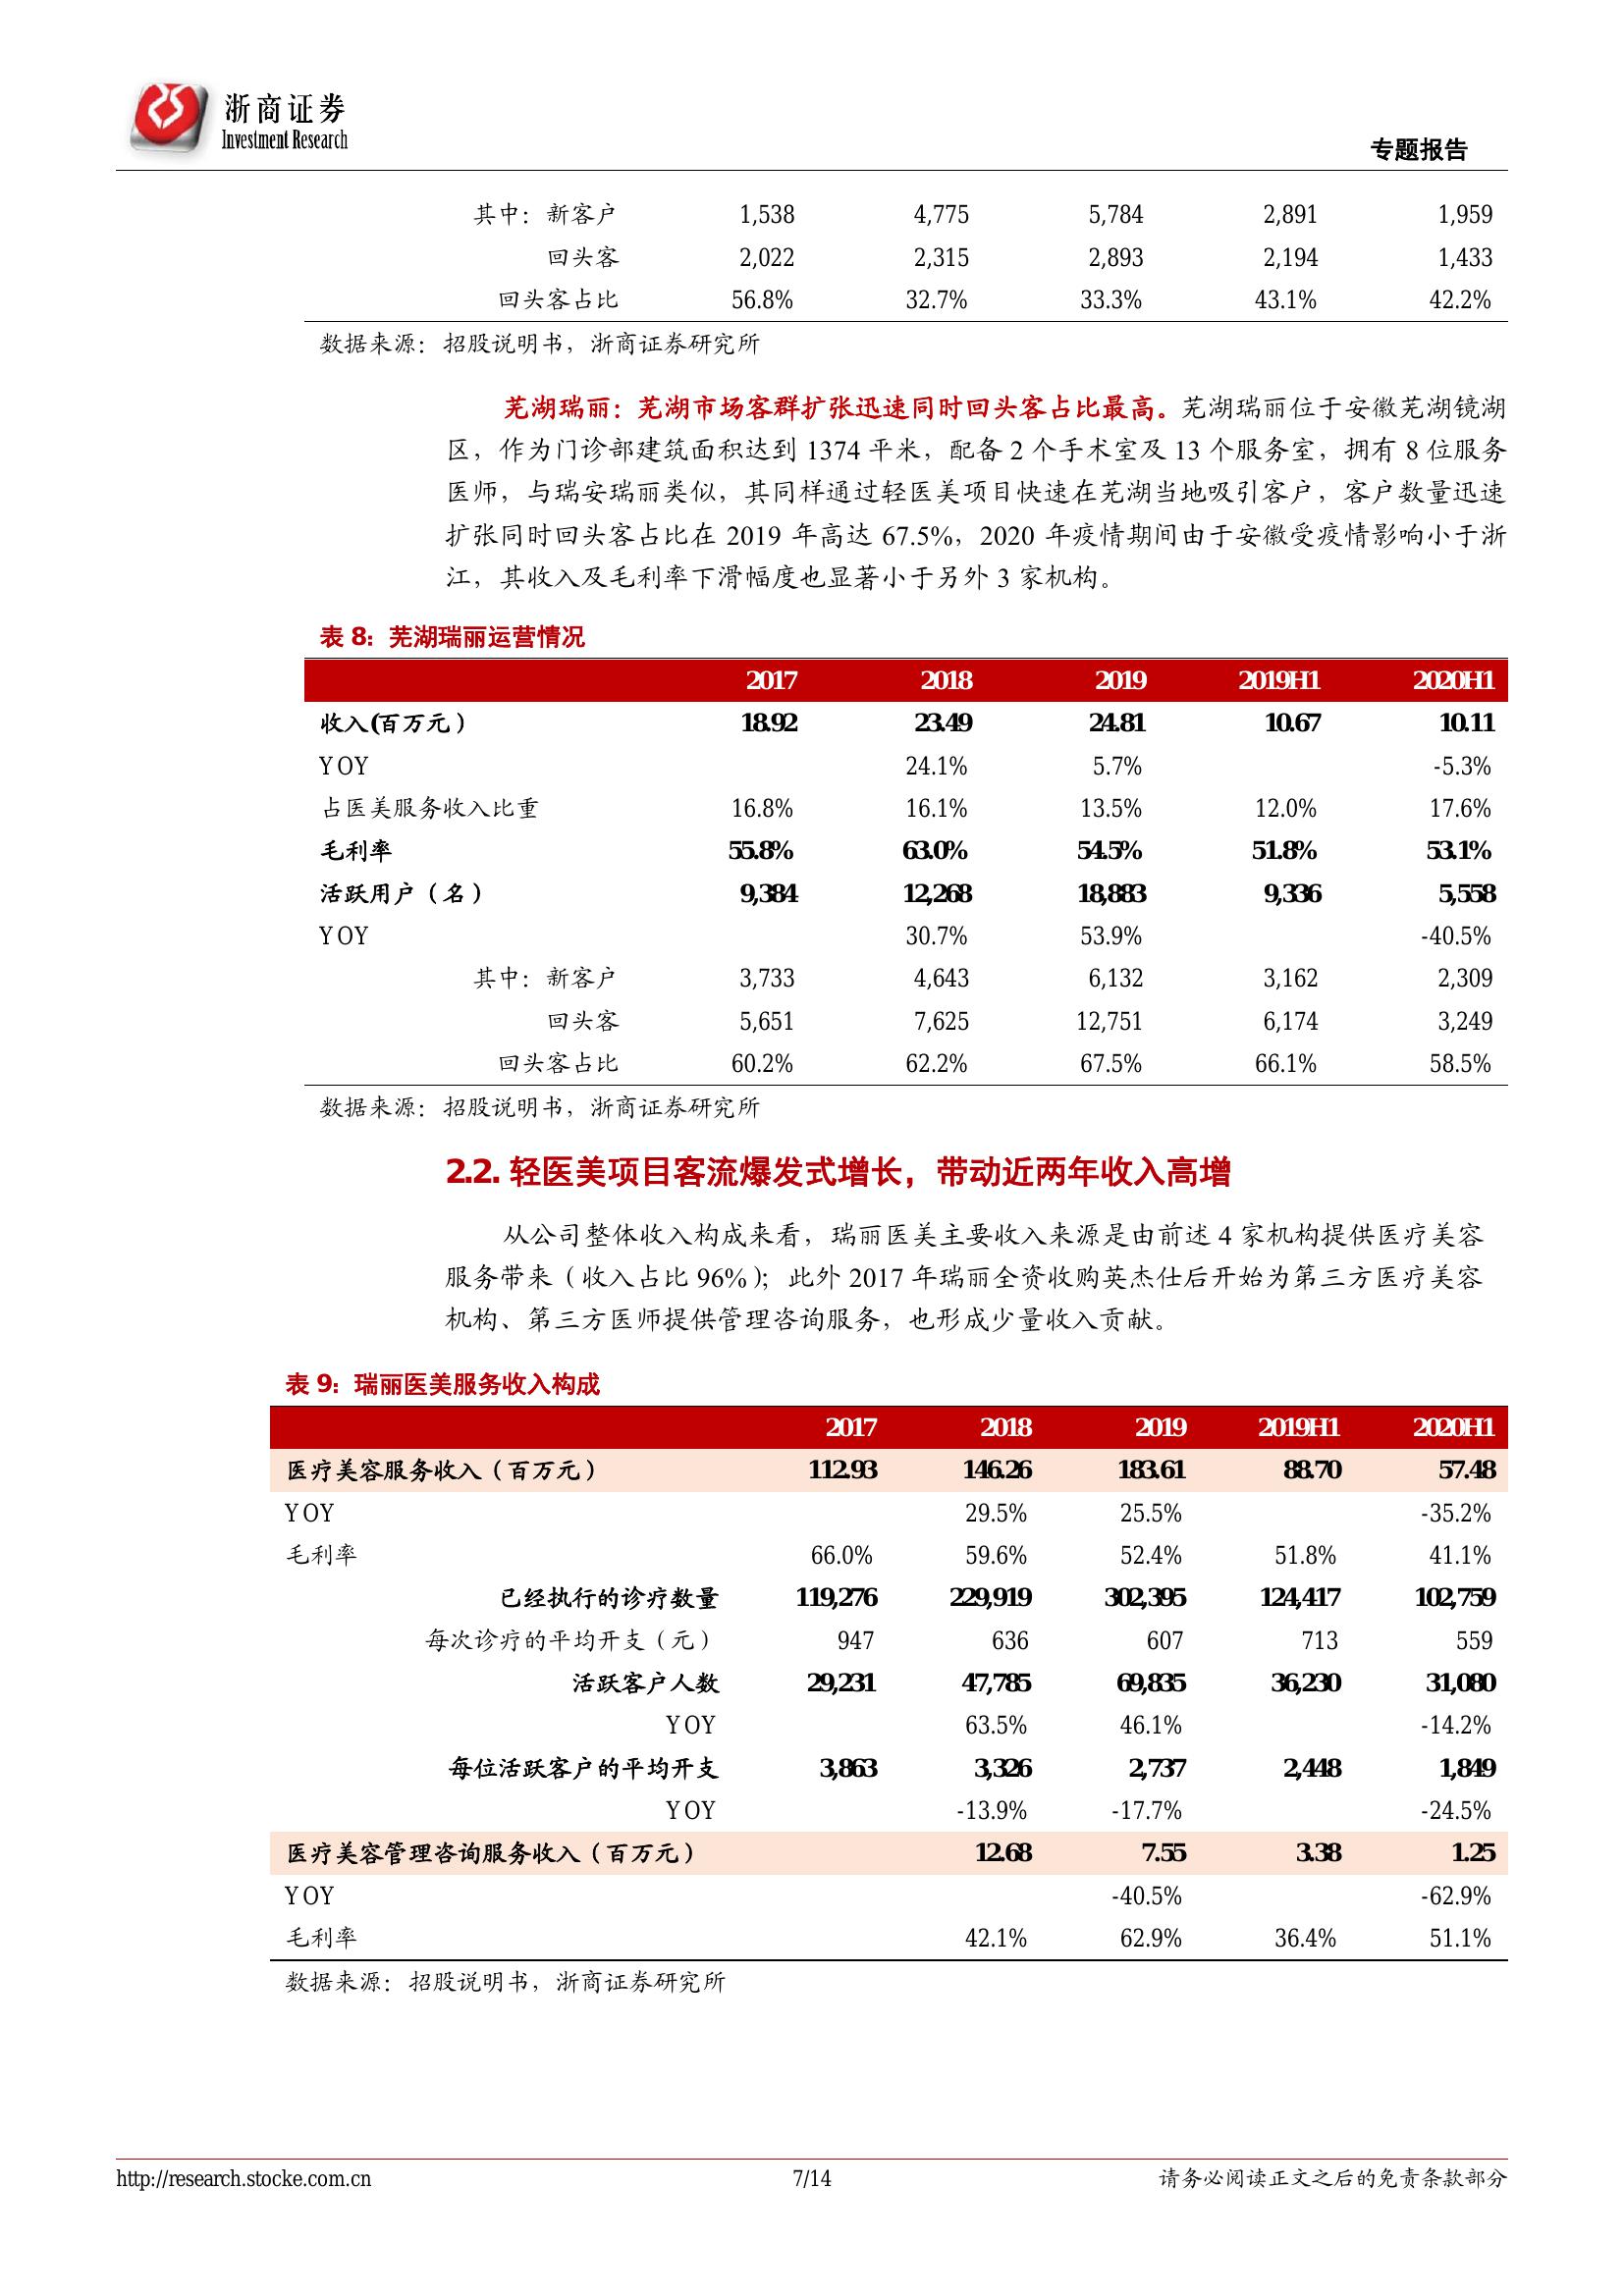 浙商证券
Investment Research
专题报告
其中：新客户 1,538 4,775 5,784 2,891 1,959
回头客 2,022 2,315 2,893 2,194 1,433
回头客占比 56.8% 32.7% 33.3% 43.1% 42.2%
数据来源：招股说明书，浙商证券研究所
芜湖瑞丽：芜湖市场客群扩张迅速同时回头客占比最高。芜湖瑞丽位于安徽芜湖镜湖
区，作为门诊部建筑面积达到 1374 平米，配备 2 个手术室及 13 个服务室，拥有 8 位服务
医师，与瑞安瑞丽类似，其同样通过轻医美项目快速在芜湖当地吸引客户，客户数量迅速
扩张同时回头客占比在 2019 年高达 67.5%，2020 年疫情期间由于安徽受疫情影响小于浙
江，其收入及毛利率下滑幅度也显著小于另外 3 家机构。
表 8：芜湖瑞丽运营情况
2017 2018 2019 2019H1 2020H1
收入(百万元） 18.92 23.49 24.81 10.67 10.11
YOY 24.1% 5.7% -5.3%
占医美服务收入比重 16.8% 16.1% 13.5% 12.0% 17.6%
毛利率 55.8% 63.0% 54.5% 51.8% 53.1%
活跃用户（名） 9,384 12,268 18,883 9,336 5,558
YOY 30.7% 53.9% -40.5%
其中：新客户 3,733 4,643 6,132 3,162 2,309
回头客 5,651 7,625 12,751 6,174 3,249
回头客占比 60.2% 62.2% 67.5% 66.1% 58.5%
数据来源：招股说明书，浙商证券研究所
2.2. 轻医美项目客流爆发式增长，带动近两年收入高增
从公司整体收入构成来看，瑞丽医美主要收入来源是由前述 4 家机构提供医疗美容
服务带来（收入占比 96%）；此外 2017 年瑞丽全资收购英杰仕后开始为第三方医疗美容
机构、第三方医师提供管理咨询服务，也形成少量收入贡献。
表 9：瑞丽医美服务收入构成
2017 2018 2019 2019H1 2020H1
医疗美容服务收入（百万元） 112.93 146.26 183.61 88.70 57.48
YOY 29.5% 25.5% -35.2%
毛利率 66.0% 59.6% 52.4% 51.8% 41.1%
已经执行的诊疗数量 119,276 229,919 302,395 124,417 102,759
每次诊疗的平均开支（元） 947 636 607 713 559
活跃客户人数 29,231 47,785 69,835 36,230 31,080
YOY 63.5% 46.1% -14.2%
每位活跃客户的平均开支 3,863 3,326 2,737 2,448 1,849
YOY -13.9% -17.7% -24.5%
医疗美容管理咨询服务收入（百万元） 12.68 7.55 3.38 1.25
YOY -40.5% -62.9%
毛利率 42.1% 62.9% 36.4% 51.1%
数据来源：招股说明书，浙商证券研究所
http://research.stocke.com.cn 7/14 请务必阅读正文之后的免责条款部分